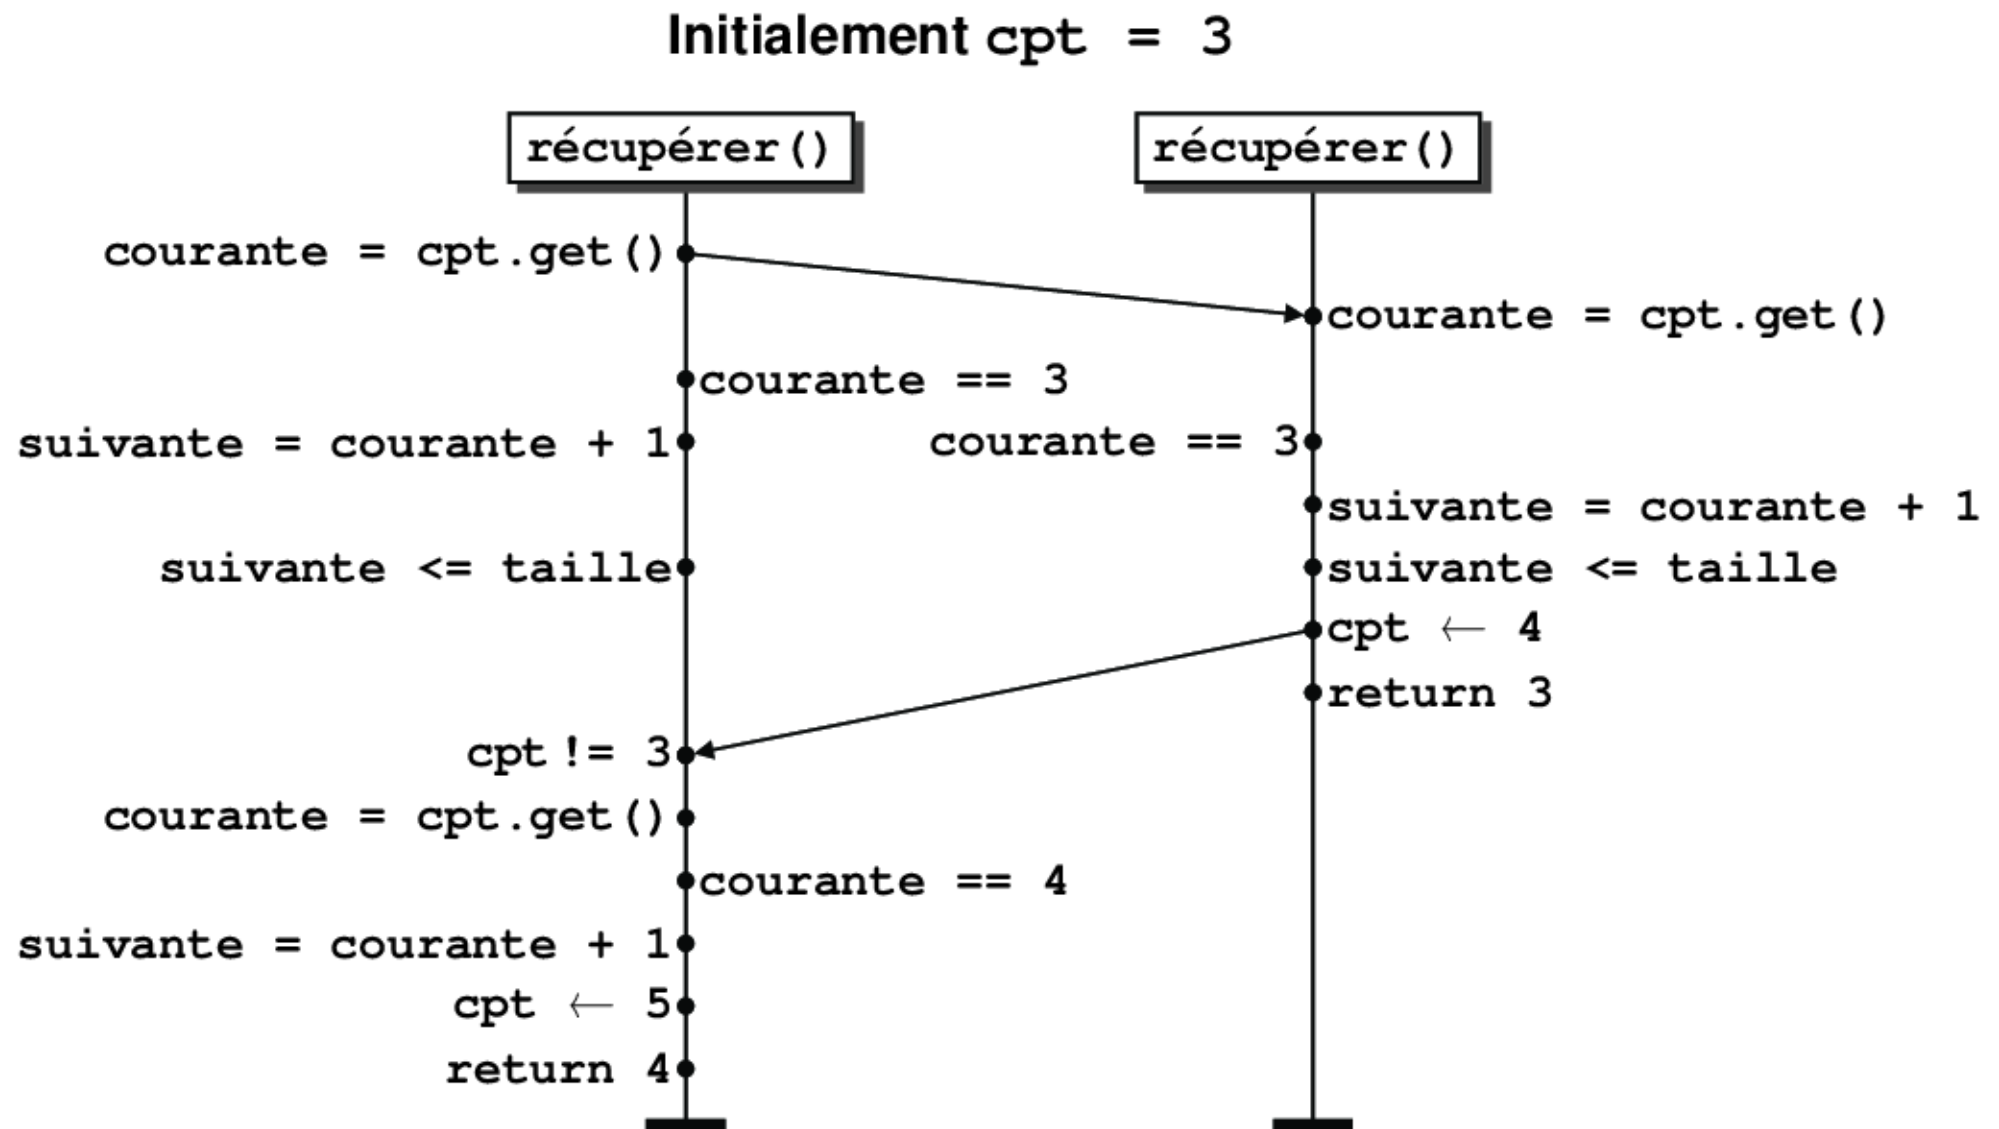 Initialement cpt = 3
récupérer() récupérer()
courante = cpt.get()
courante = cpt.get()
courante == 3
suivante = courante + 1 courante == 3
suivante = courante + 1
suivante <= taille suivante <= taille
cpt ← 4
return 3
cpt != 3
courante = cpt.get()
courante == 4
suivante = courante + 1
cpt ← 5
return 4